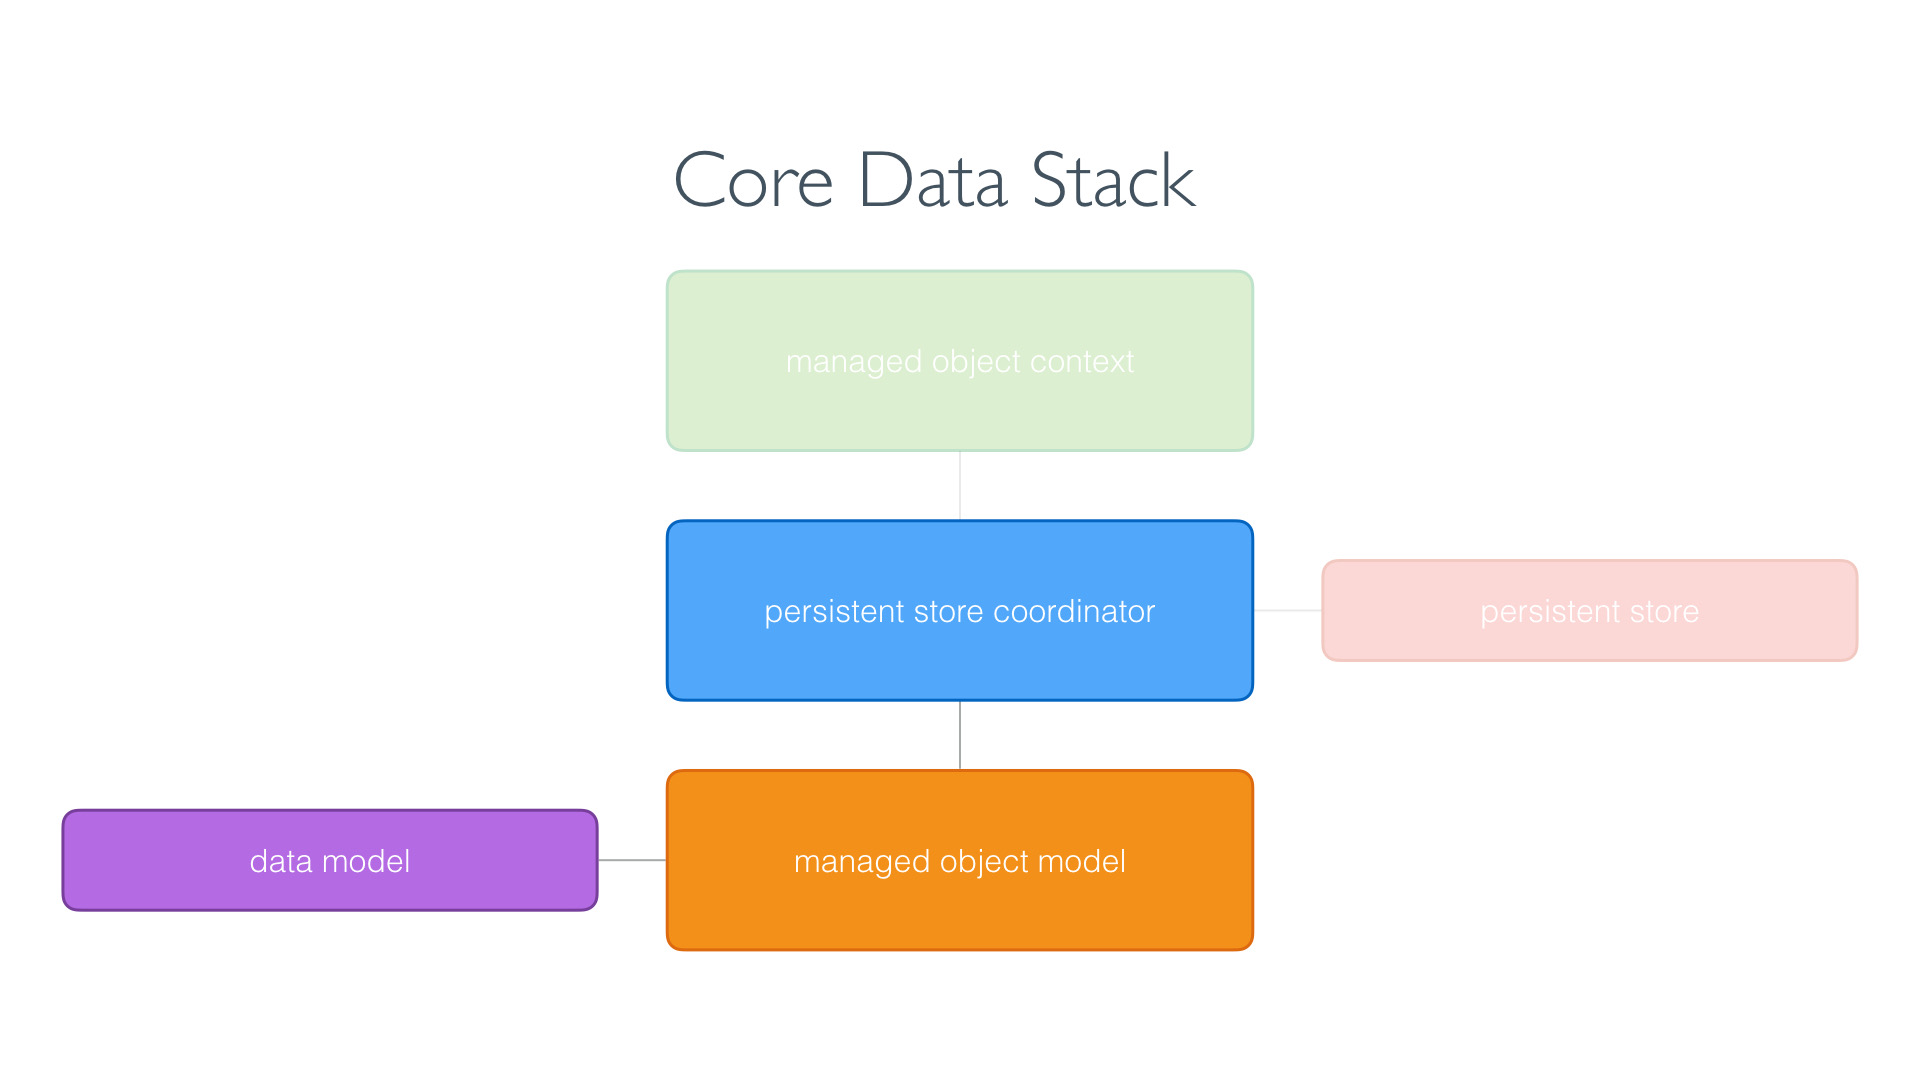 Core Data Stack
managed object context
persistent store coordinator
persistent store
data model
managed object model